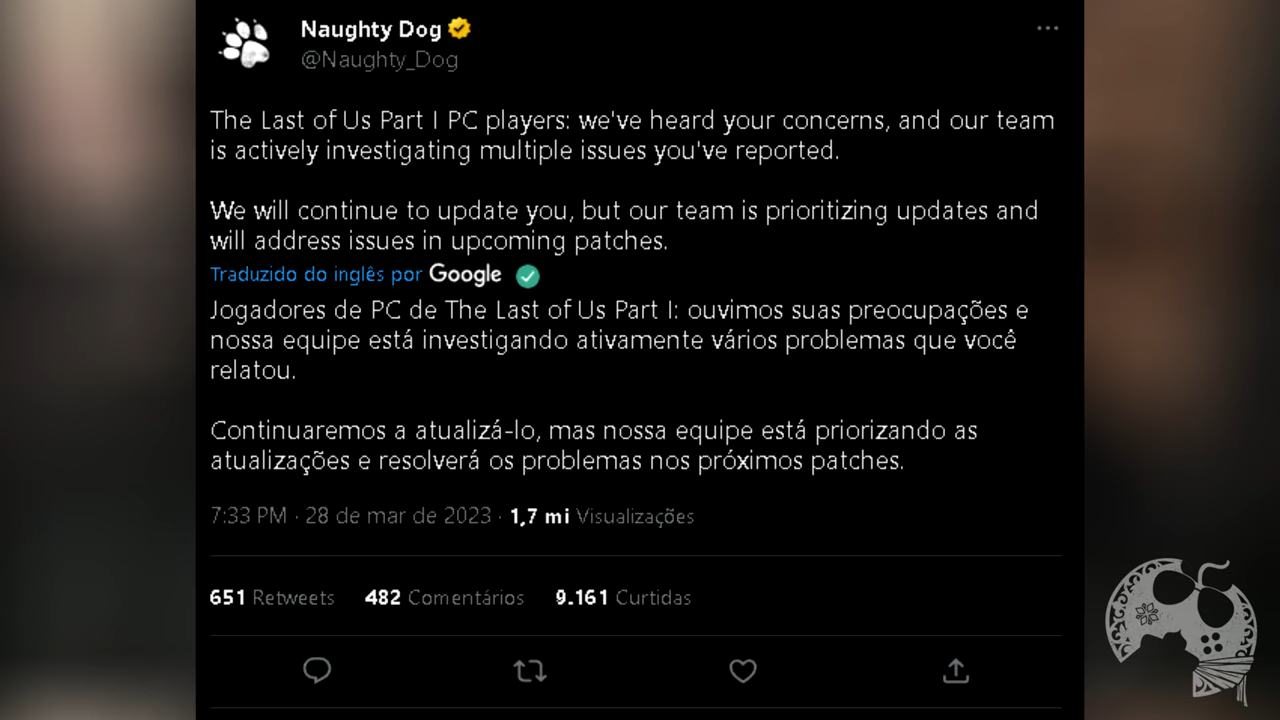 Naughty Dog
@Naughty_Dog
The Last of Us Part I PC players: we've heard your concerns, and our team
is actively investigating multiple issues you've reported.
We will continue to update you, but our team is prioritizing updates and
will address issues in upcoming patches.
Traduzido do inglês por Google
Jogadores de PC de The Last of Us Part I: ouvimos suas preocupações e
nossa equipe está investigando ativamente vários problemas que você
relatou.
Continuaremos a atualizá-lo, mas nossa equipe está priorizando as
atualizações e resolverá os problemas nos próximos patches.
7:33 PM · 28 de mar de 2023 · 1,7 mi Visualizações
651 Retweets 482 Comentários 9.161 Curtidas